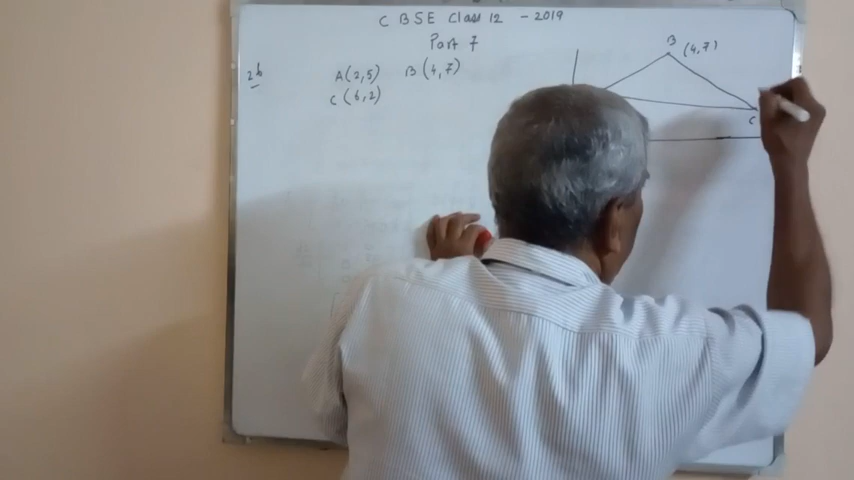 CBSE Class 12 - 2019
Part 7
26 A(2,5) B(4,7)
C(6,2)
B (4,7)
C